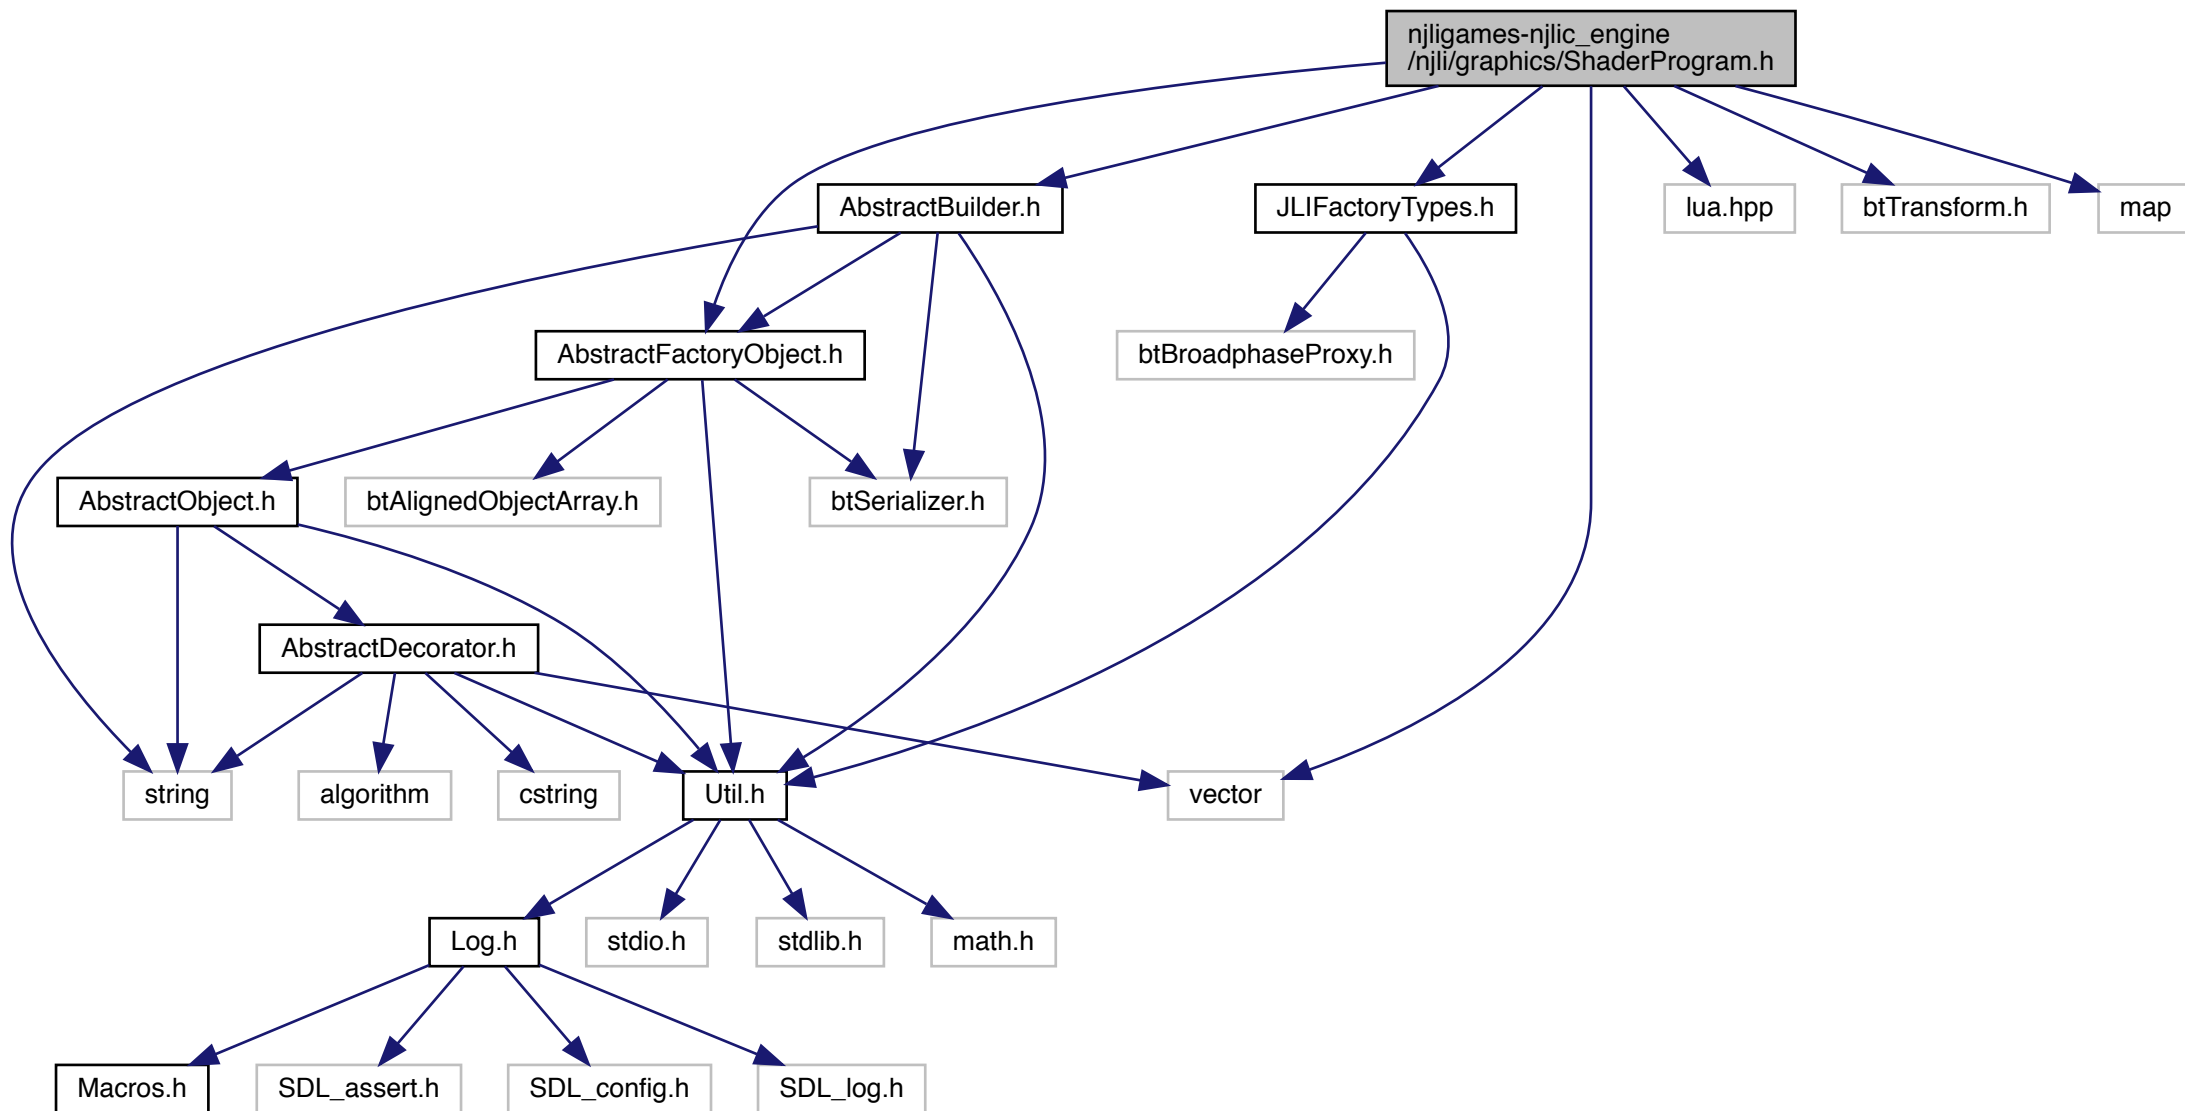 njligames-njlic_engine
/njli/graphics/ShaderProgram.h
AbstractBuilder.h
JLIFactoryTypes.h
lua.hpp
btTransform.h
map
AbstractFactoryObject.h
btBroadphaseProxy.h
AbstractObject.h
btAlignedObjectArray.h
btSerializer.h
AbstractDecorator.h
string
algorithm
cstring
Util.h
vector
Log.h
stdio.h
stdlib.h
math.h
Macros.h
SDL_assert.h
SDL_config.h
SDL_log.h